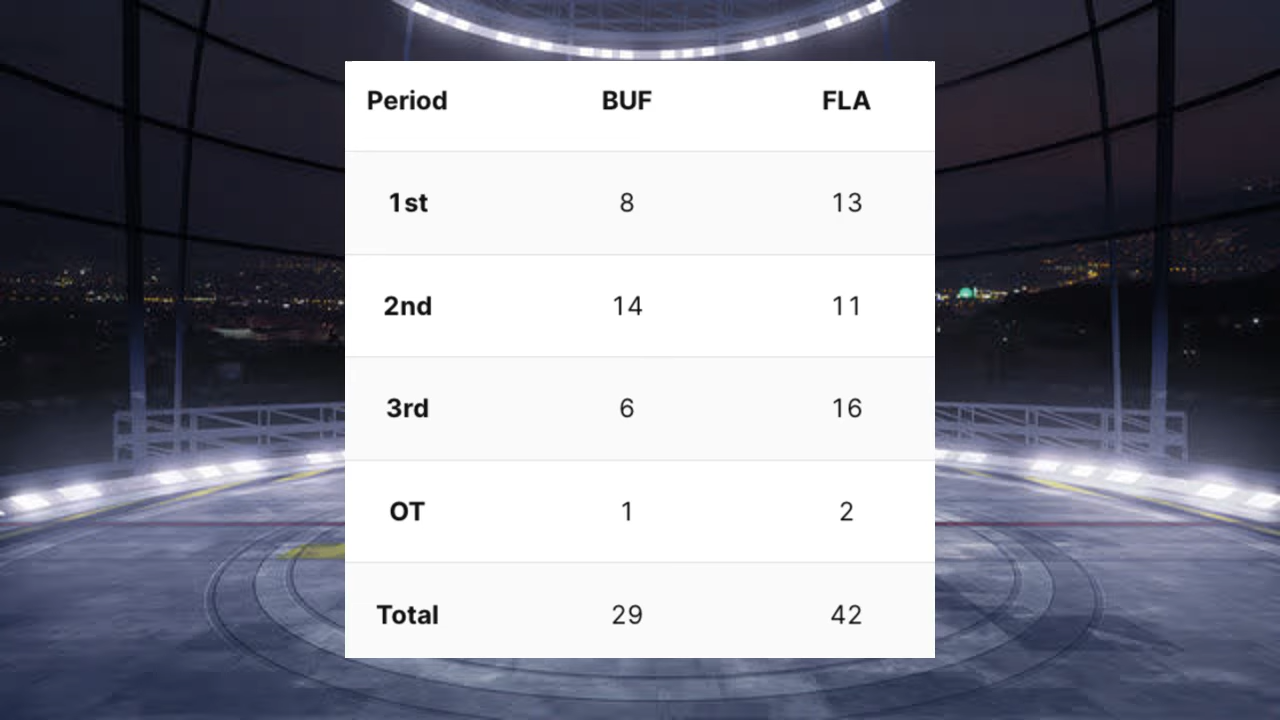 Period BUF FLA
1st 8 13
2nd 14 11
3rd 6 16
OT 1 2
Total 29 42